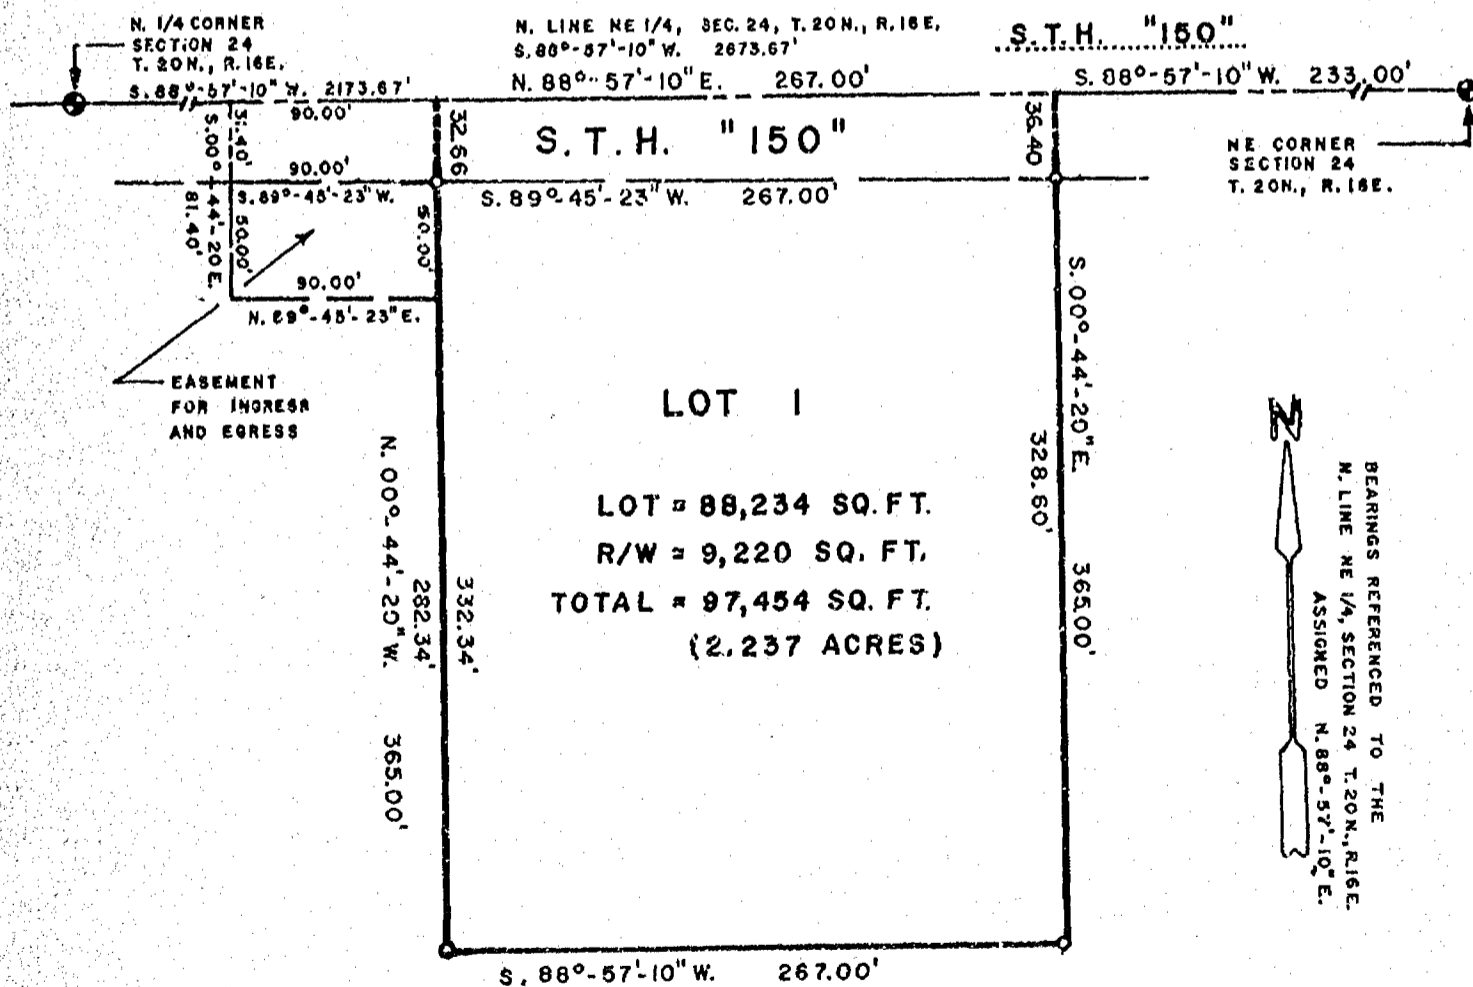 N. 1/4 CORNER
SECTION 24
T. 20N., R. 16E.
S. 88°-57'-10" W. 2173.67'
N. LINE NE 1/4, SEC. 24, T. 20N., R. 16E.
S. 88°-57'-10" W. 2673.67'
N. 88°-57'-10" E. 267.00'
S.T.H. "150"
S. 88°-57'-10" W. 233.00'
NE CORNER
SECTION 24
T. 20N., R. 16E.
90.00'
31.40'
S. 00°-44'-20 E.
81.40'
32.66
S.T.H. "150"
36.40
90.00'
S. 89°-45'-23" W.
S. 89°-45'-23" W. 267.00'
50.00'
50.00'
90.00'
N. 89°-45'-23" E.
EASEMENT
FOR INGRESS
AND EGRESS
LOT 1
LOT = 88,234 SQ. FT.
R/W = 9,220 SQ. FT.
TOTAL = 97,454 SQ. FT.
(2.237 ACRES)
N. 00°-44'-20" W. 365.00'
282.34'
332.34'
S. 00°-44'-20" E. 365.00'
328.60'
N
BEARINGS REFERENCED TO THE
N. LINE NE 1/4, SECTION 24 T. 20N., R.16E.
ASSIGNED N. 88°-57'-10" E.
S. 88°-57'-10" W. 267.00'